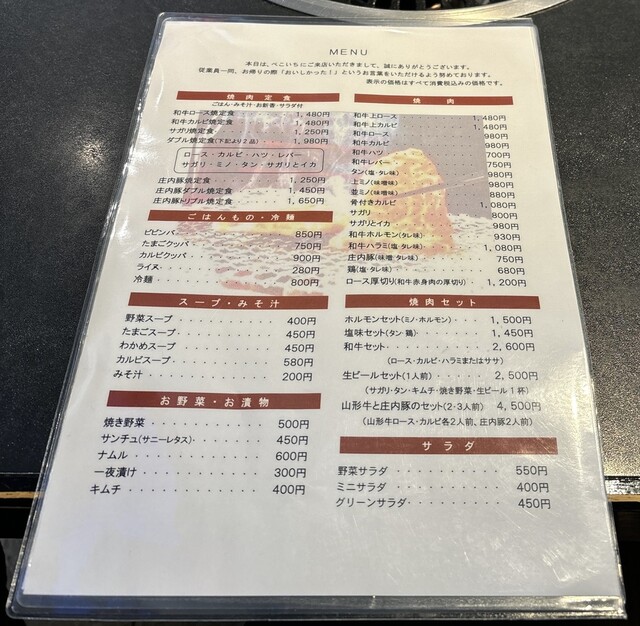 MENU
本日は、べこいちにご来店いただきまして、誠にありがとうございます。
従業員一同、お帰りの際「おいしかった!」というお言葉をいただけるよう努めております。
表示の価格はすべて消費税込みの価格です。
焼肉定食
ごはん・みそ汁・お新香・サラダ付
和牛ロース焼定食 1,480円
和牛カルビ焼定食 1,480円
サガリ焼定食 1,250円
ダブル焼定食(下記より2品) 1,980円
ロース・カルビ・ハツ・レバー
サガリ・ミノ・タン・サガリとイカ
庄内豚焼定食 1,250円
庄内豚ダブル焼定食 1,450円
庄内豚トリプル焼定食 1,650円
ごはんもの・冷麺
ビビンバ 850円
たまごクッパ 750円
カルビクッパ 900円
ライス 280円
冷麺 800円
スープ・みそ汁
野菜スープ 400円
たまごスープ 450円
わかめスープ 450円
カルビスープ 580円
みそ汁 200円
お野菜・お漬物
焼き野菜 500円
サンチュ(サニーレタス) 450円
ナムル 600円
一夜漬け 300円
キムチ 400円
焼肉
和牛上ロース 1,480円
和牛上カルビ 1,480円
和牛ロース 980円
和牛カルビ 980円
和牛ハツ 700円
和牛レバー 750円
タン(塩・タレ味) 980円
上ミノ(味噌味) 980円
並ミノ(味噌味) 880円
骨付きカルビ 1,080円
サガリ 800円
サガリとイカ 980円
和牛ホルモン(塩・タレ味) 930円
和牛ハラミ(塩・タレ味) 1,080円
庄内豚(味噌・タレ味) 750円
鶏(塩・タレ味) 680円
ロース厚切り(和牛赤身肉の厚切り) 1,200円
焼肉セット
ホルモンセット(ミノ・ホルモン) 1,500円
塩味セット(タン・鶏) 1,450円
和牛セット 2,600円
(ロース・カルビ・ハラミまたはササ)
生ビールセット(1人前) 2,500円
(サガリ・タン・キムチ・焼き野菜・生ビール1杯)
山形牛と庄内豚のセット(2-3人前) 4,500円
(山形牛ロース・カルビ各2人前、庄内豚2人前)
サラダ
野菜サラダ 550円
ミニサラダ 400円
グリーンサラダ 450円